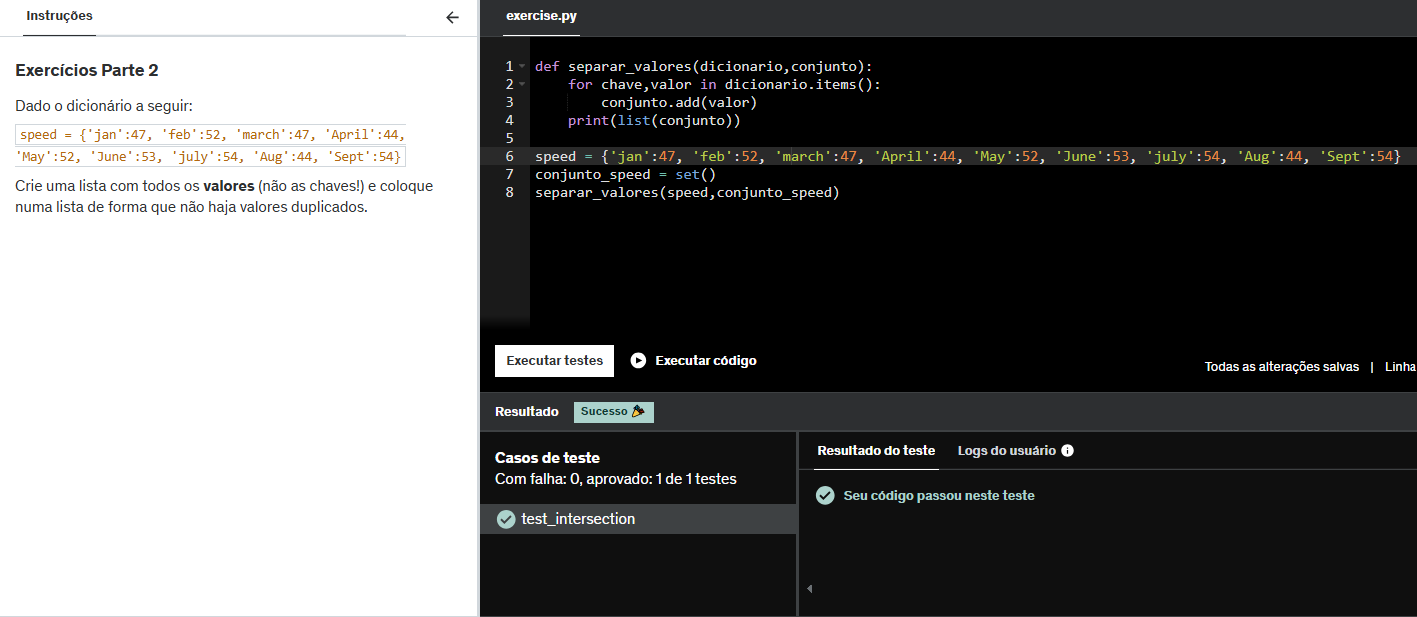 Instruções
Exercícios Parte 2
Dado o dicionário a seguir:
speed = {'jan':47, 'feb':52, 'march':47, 'April':44,
'May':52, 'June':53, 'july':54, 'Aug':44, 'Sept':54}
Crie uma lista com todos os valores (não as chaves!) e coloque
numa lista de forma que não haja valores duplicados.
exercise.py
1 def separar_valores(dicionario,conjunto):
2     for chave,valor in dicionario.items():
3         conjunto.add(valor)
4     print(list(conjunto))
5
6 speed = {'jan':47, 'feb':52, 'march':47, 'April':44, 'May':52, 'June':53, 'july':54, 'Aug':44, 'Sept':54}
7 conjunto_speed = set()
8 separar_valores(speed,conjunto_speed)
Executar testes Executar código
Todas as alterações salvas | Linha
Resultado Sucesso
Casos de teste
Com falha: 0, aprovado: 1 de 1 testes
test_intersection
Resultado do teste Logs do usuário
Seu código passou neste teste